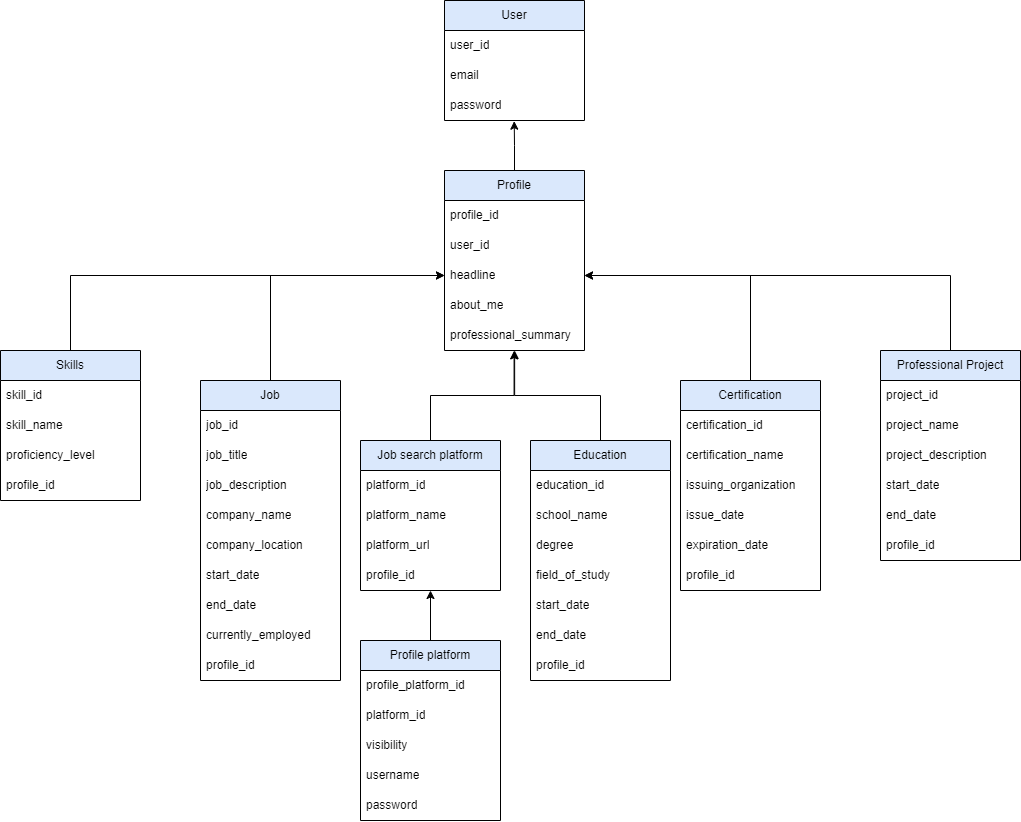 User
user_id
email
password
Profile
profile_id
user_id
headline
about_me
professional_summary
Skills
skill_id
skill_name
proficiency_level
profile_id
Job
job_id
job_title
job_description
company_name
company_location
start_date
end_date
currently_employed
profile_id
Job search platform
platform_id
platform_name
platform_url
profile_id
Profile platform
profile_platform_id
platform_id
visibility
username
password
Education
education_id
school_name
degree
field_of_study
start_date
end_date
profile_id
Certification
certification_id
certification_name
issuing_organization
issue_date
expiration_date
profile_id
Professional Project
project_id
project_name
project_description
start_date
end_date
profile_id